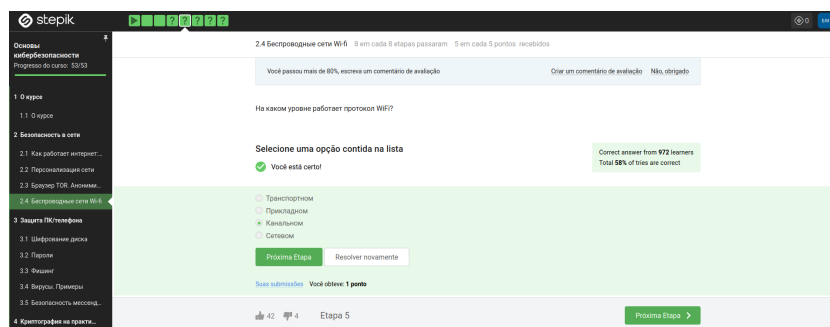 stepik
0
Основы кибербезопасности
Progresso do curso: 53/53
1 О курсе
1.1 О курсе
2 Безопасность в сети
2.1 Как работает интернет:...
2.2 Персонализация сети
2.3 Браузер TOR. Анонимн...
2.4 Беспроводные сети Wi-fi
3 Защита ПК/телефона
3.1 Шифрование диска
3.2 Пароли
3.3 Фишинг
3.4 Вирусы. Примеры
3.5 Безопасность мессенд...
4 Криптография на практи...
2.4 Беспроводные сети Wi-fi 9 em cada 8 etapas passaram 5 em cada 5 pontos recebidos
Você passou mais de 80%, escreva um comentário de avaliação Criar um comentário de avaliação Não, obrigado
На каком уровне работает протокол WiFi?
Selecione uma opção contida na lista
Você está certo!
Correct answer from 972 learners
Total 58% of tries are correct
Транспортном
Прикладном
Канальном
Сетевом
Próxima Etapa Resolver novamente
Suas submissões Você obteve: 1 ponto
42 4 Etapa 5 Próxima Etapa